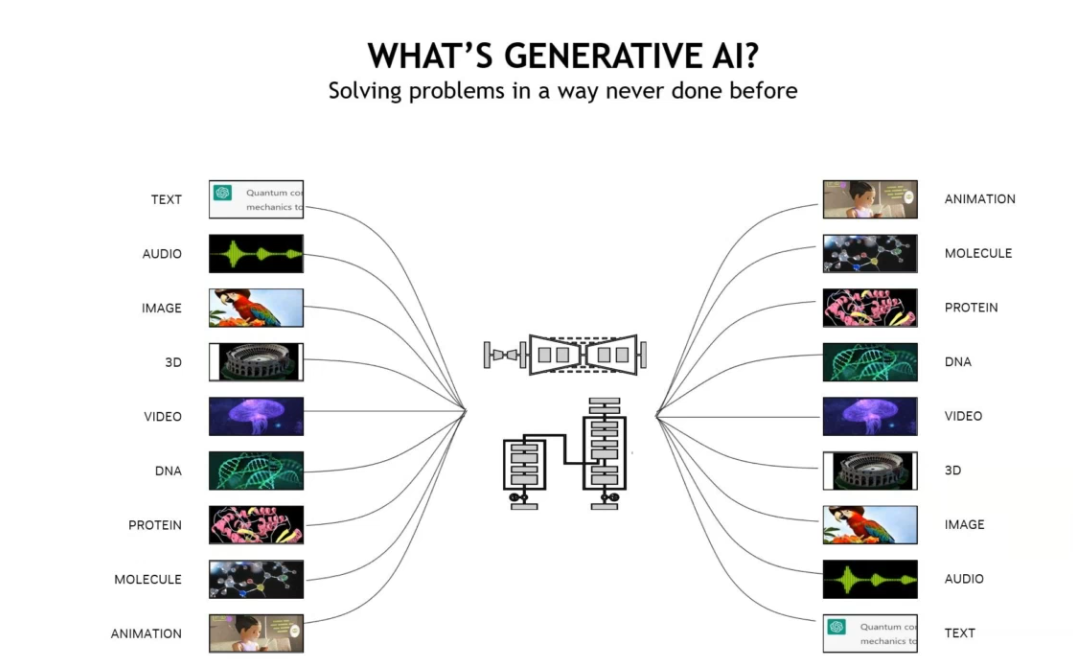 WHAT'S GENERATIVE AI?
Solving problems in a way never done before
TEXT
Quantum co
mechanics to
AUDIO
IMAGE
3D
VIDEO
DNA
PROTEIN
MOLECULE
ANIMATION
ANIMATION
MOLECULE
PROTEIN
DNA
VIDEO
3D
IMAGE
AUDIO
Quantum co
mechanics to
TEXT